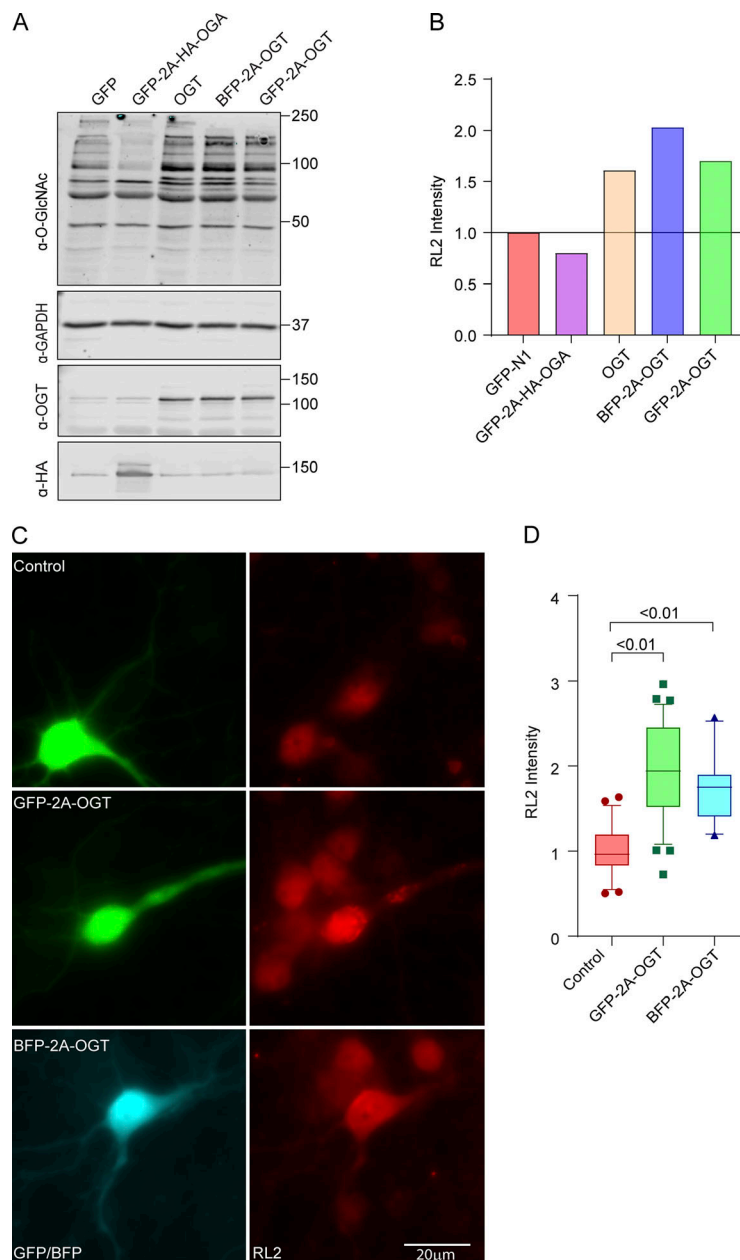 A
GFP
GFP-2A-HA-OGA
OGT
BFP-2A-OGT
GFP-2A-OGT
α-O-GlcNAc
250
100
50
α-GAPDH
37
α-OGT
150
100
α-HA
150
B
RL2 Intensity
2.5
2.0
1.5
1.0
0.5
0.0
GFP-N1
GFP-2A-HA-OGA
OGT
BFP-2A-OGT
GFP-2A-OGT
C
Control
GFP-2A-OGT
BFP-2A-OGT
GFP/BFP
RL2
20μm
D
RL2 Intensity
4
3
2
1
0
<0.01
<0.01
Control
GFP-2A-OGT
BFP-2A-OGT